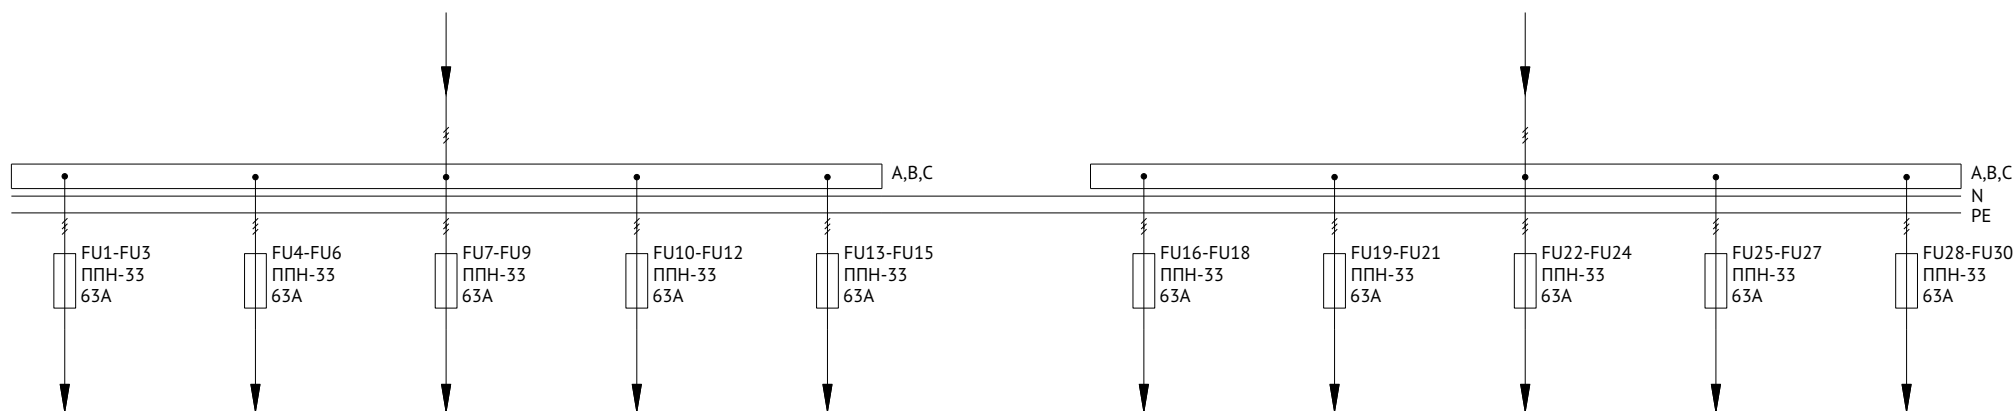 A,B,C
A,B,C
N
PE
FU1-FU3
ППН-33
63А
FU4-FU6
ППН-33
63А
FU7-FU9
ППН-33
63А
FU10-FU12
ППН-33
63А
FU13-FU15
ППН-33
63А
FU16-FU18
ППН-33
63А
FU19-FU21
ППН-33
63А
FU22-FU24
ППН-33
63А
FU25-FU27
ППН-33
63А
FU28-FU30
ППН-33
63А